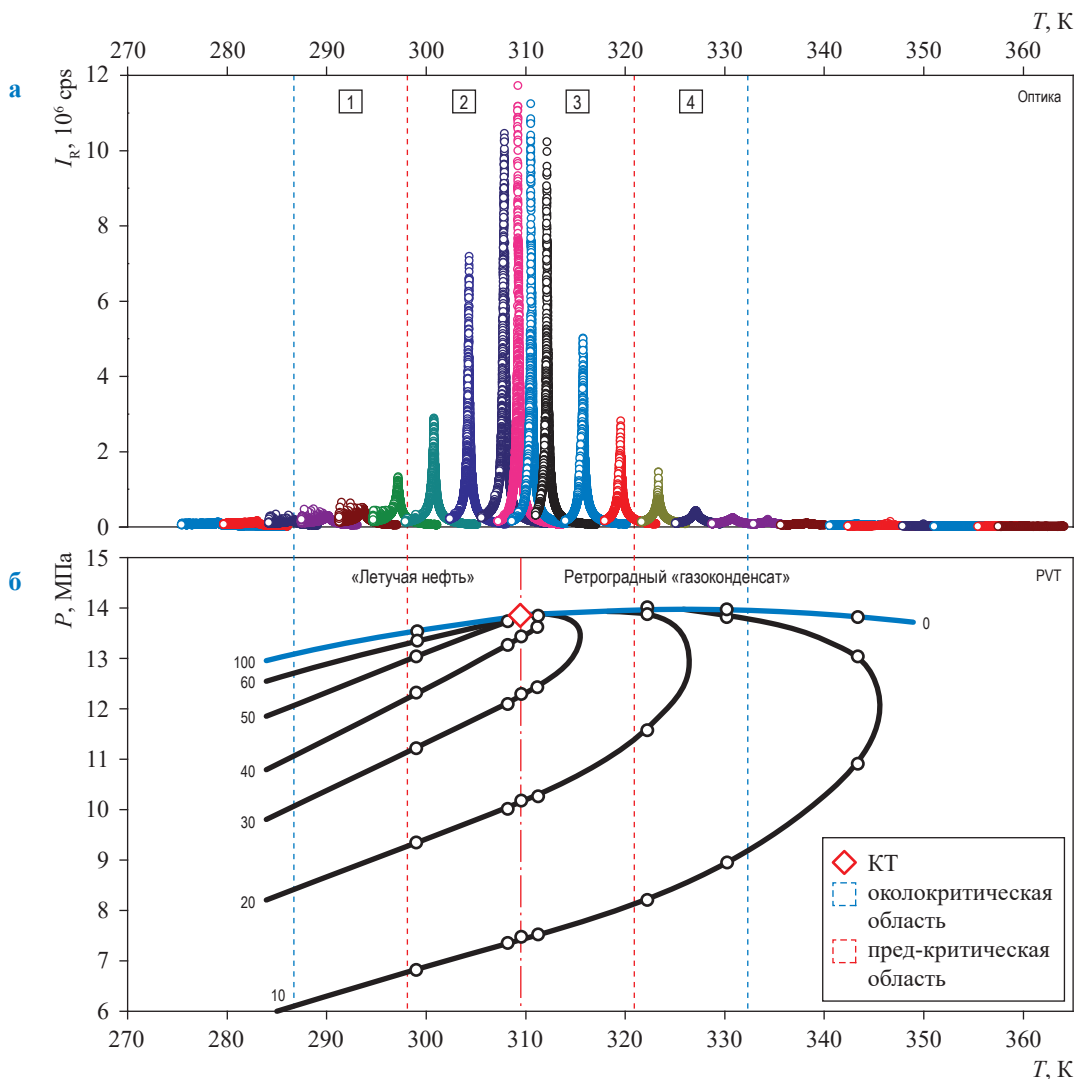 T, К
270 280 290 300 310 320 330 340 350 360
а
12
10
8
6
4
2
0
I_R, 10⁶ cps
1
2
3
4
Оптика
б
15
14
13
12
11
10
9
8
7
6
P, МПа
«Летучая нефть»
Ретроградный «газоконденсат»
PVT
0
100
60
50
40
30
20
10
КТ
околокритическая
область
пред-критическая
область
270 280 290 300 310 320 330 340 350 360
T, К